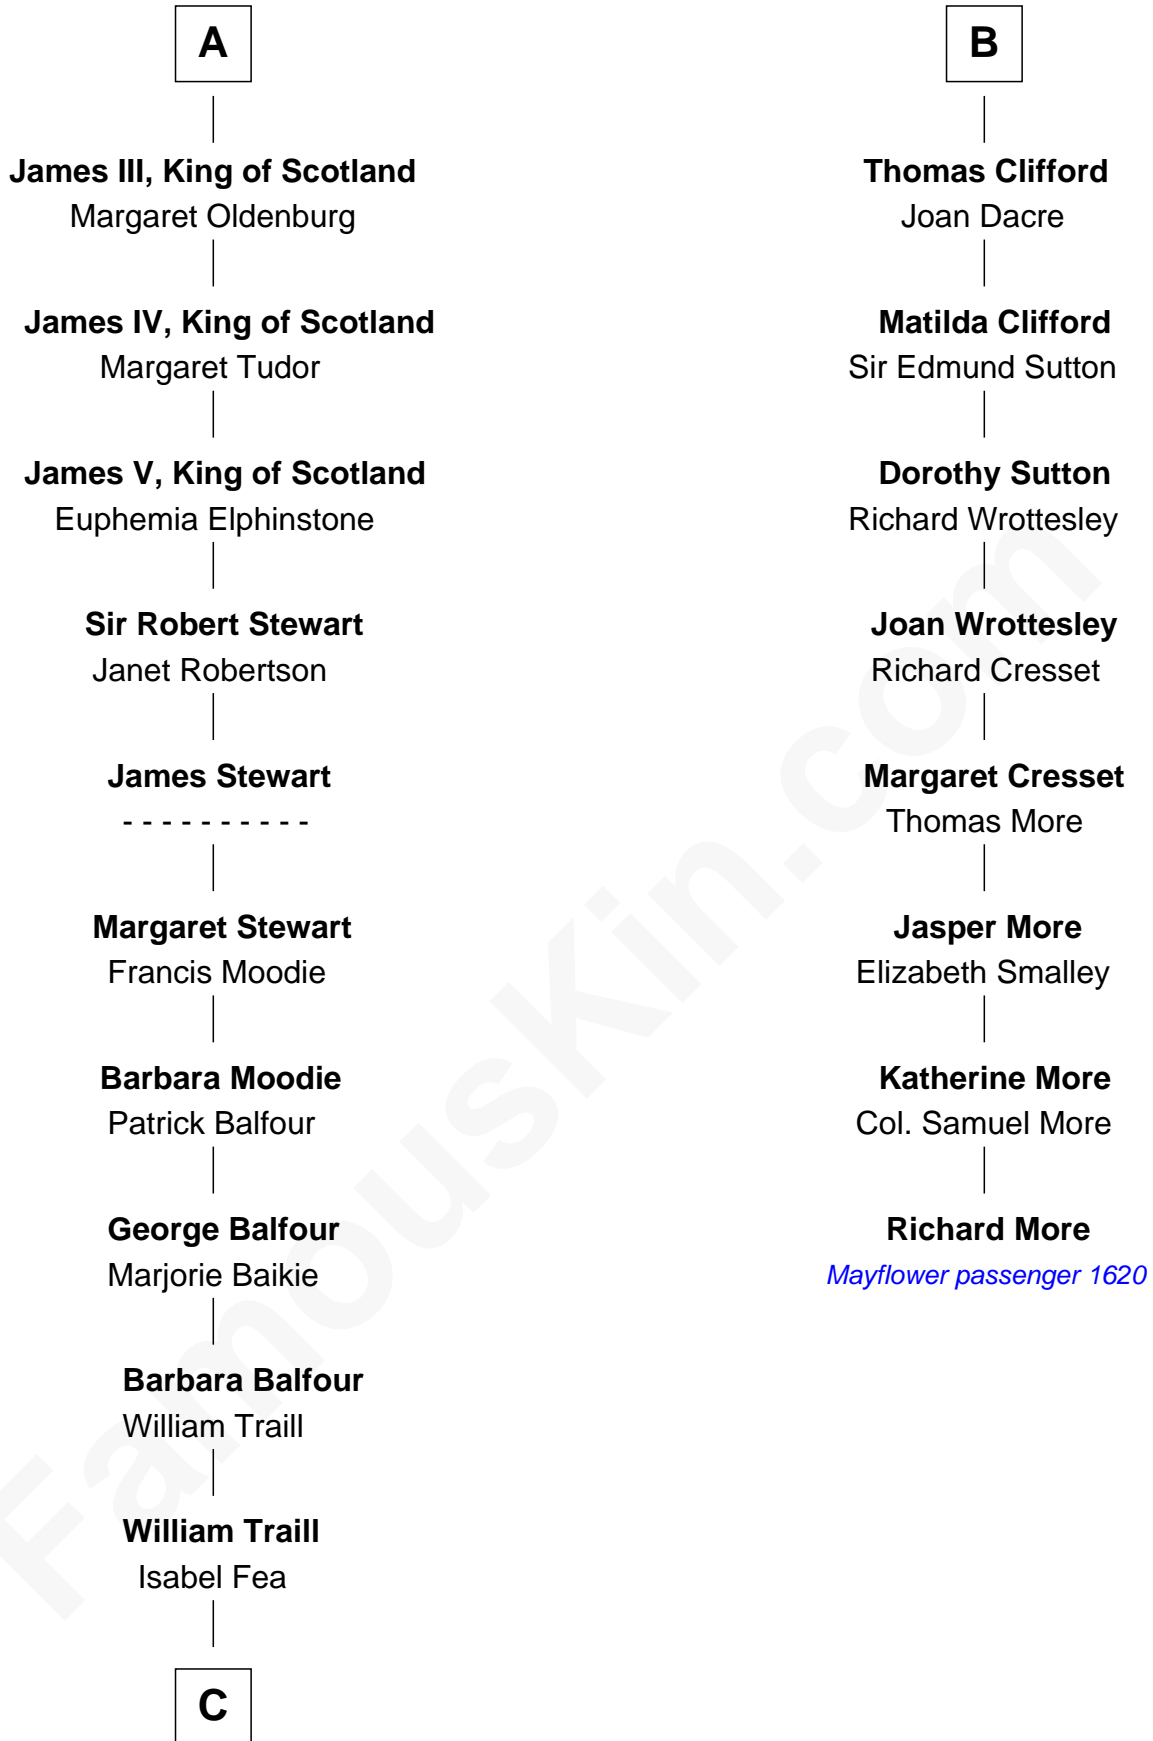 A
James III, King of Scotland
Margaret Oldenburg
James IV, King of Scotland
Margaret Tudor
James V, King of Scotland
Euphemia Elphinstone
Sir Robert Stewart
Janet Robertson
James Stewart
- - - - - - - - - -
Margaret Stewart
Francis Moodie
Barbara Moodie
Patrick Balfour
George Balfour
Marjorie Baikie
Barbara Balfour
William Traill
William Traill
Isabel Fea
C
B
Thomas Clifford
Joan Dacre
Matilda Clifford
Sir Edmund Sutton
Dorothy Sutton
Richard Wrottesley
Joan Wrottesley
Richard Cresset
Margaret Cresset
Thomas More
Jasper More
Elizabeth Smalley
Katherine More
Col. Samuel More
Richard More
Mayflower passenger 1620
FamousKin.com